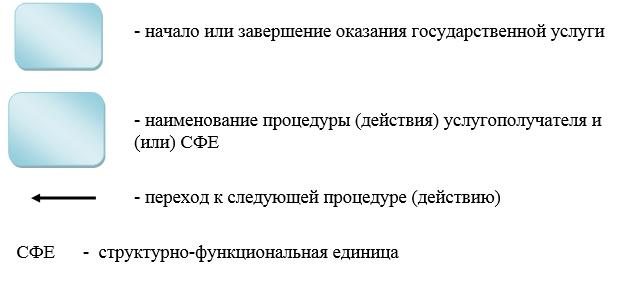 - начало или завершение оказания государственной услуги
- наименование процедуры (действия) услугополучателя и
(или) СФЕ
- переход к следующей процедуре (действию)
СФЕ - структурно-функциональная единица